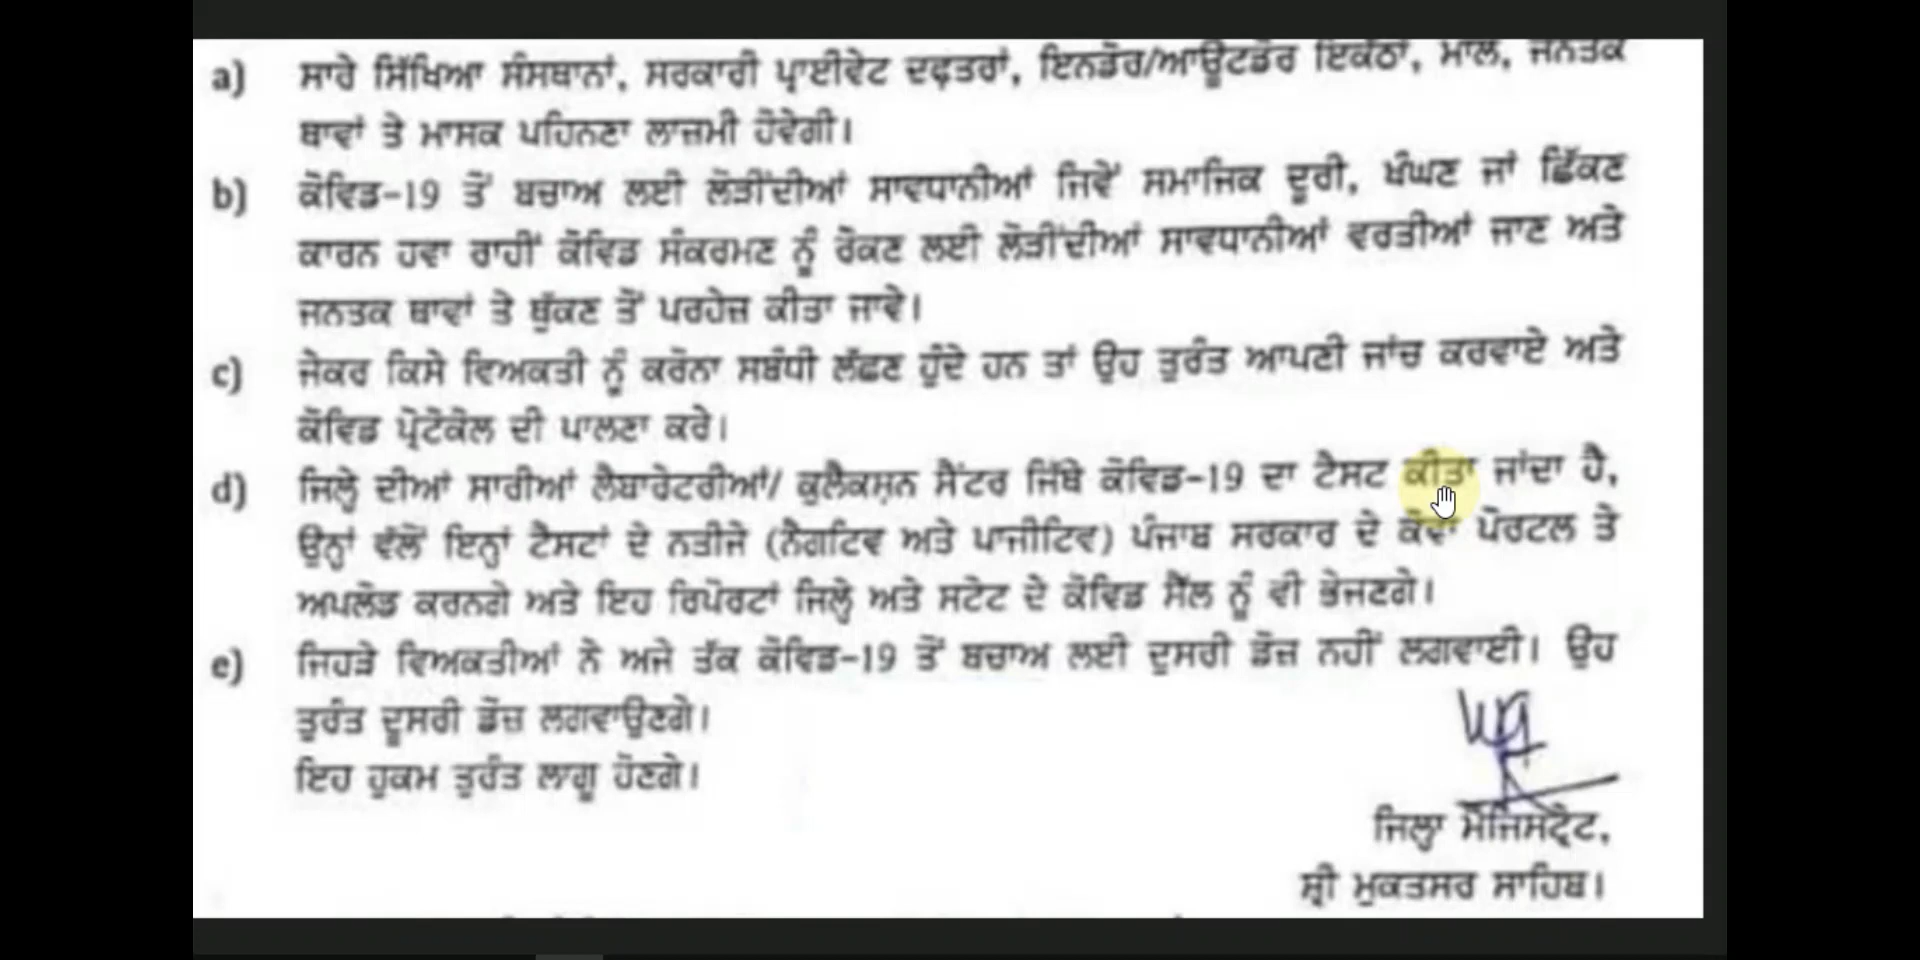 a) ਸਾਰੇ ਸਿੱਖਿਆ ਸੰਸਥਾਨਾਂ, ਸਰਕਾਰੀ ਪ੍ਰਾਈਵੇਟ ਦਫ਼ਤਰਾਂ, ਇਨਡੋਰ/ਆਊਟਡੋਰ ਇਕੱਠਾਂ, ਮਾਲ, ਜਨਤਕ
ਥਾਵਾਂ ਤੇ ਮਾਸਕ ਪਹਿਨਣਾ ਲਾਜ਼ਮੀ ਹੋਵੇਗੀ।
b) ਕੋਵਿਡ-19 ਤੋਂ ਬਚਾਅ ਲਈ ਲੋੜੀਂਦੀਆਂ ਸਾਵਧਾਨੀਆਂ ਜਿਵੇਂ ਸਮਾਜਿਕ ਦੂਰੀ, ਖੰਘਣ ਜਾਂ ਛਿੱਕਣ
ਕਾਰਨ ਹਵਾ ਰਾਹੀਂ ਕੋਵਿਡ ਸੰਕਰਮਣ ਨੂੰ ਰੋਕਣ ਲਈ ਲੋੜੀਂਦੀਆਂ ਸਾਵਧਾਨੀਆਂ ਵਰਤੀਆਂ ਜਾਣ ਅਤੇ
ਜਨਤਕ ਥਾਵਾਂ ਤੇ ਥੁੱਕਣ ਤੋਂ ਪਰਹੇਜ਼ ਕੀਤਾ ਜਾਵੇ।
c) ਜੇਕਰ ਕਿਸੇ ਵਿਅਕਤੀ ਨੂੰ ਕਰੋਨਾ ਸਬੰਧੀ ਲੱਛਣ ਹੁੰਦੇ ਹਨ ਤਾਂ ਉਹ ਤੁਰੰਤ ਆਪਣੀ ਜਾਂਚ ਕਰਵਾਏ ਅਤੇ
ਕੋਵਿਡ ਪ੍ਰੋਟੋਕੋਲ ਦੀ ਪਾਲਣਾ ਕਰੇ।
d) ਜਿਲ੍ਹੇ ਦੀਆਂ ਸਾਰੀਆਂ ਲੈਬਾਰੇਟਰੀਆਂ/ ਕੁਲੈਕਸ਼ਨ ਸੈਂਟਰ ਜਿੱਥੇ ਕੋਵਿਡ-19 ਦਾ ਟੈਸਟ ਕੀਤਾ ਜਾਂਦਾ ਹੈ,
ਉਨ੍ਹਾਂ ਵੱਲੋਂ ਇਨ੍ਹਾਂ ਟੈਸਟਾਂ ਦੇ ਨਤੀਜੇ (ਨੈਗਟਿਵ ਅਤੇ ਪਾਜੀਟਿਵ) ਪੰਜਾਬ ਸਰਕਾਰ ਦੇ ਕੋਵਾ ਪੋਰਟਲ ਤੇ
ਅਪਲੋਡ ਕਰਨਗੇ ਅਤੇ ਇਹ ਰਿਪੋਰਟਾਂ ਜਿਲ੍ਹੇ ਅਤੇ ਸਟੇਟ ਦੇ ਕੋਵਿਡ ਸੈੱਲ ਨੂੰ ਵੀ ਭੇਜਣਗੇ।
e) ਜਿਹੜੇ ਵਿਅਕਤੀਆਂ ਨੇ ਅਜੇ ਤੱਕ ਕੋਵਿਡ-19 ਤੋਂ ਬਚਾਅ ਲਈ ਦੁਸਰੀ ਡੋਜ਼ ਨਹੀਂ ਲਗਵਾਈ। ਉਹ
ਤੁਰੰਤ ਦੂਸਰੀ ਡੋਜ਼ ਲਗਵਾਉਣਗੇ।
ਇਹ ਹੁਕਮ ਤੁਰੰਤ ਲਾਗੂ ਹੋਣਗੇ।
ਜਿਲ੍ਹਾ ਮੈਜਿਸਟ੍ਰੇਟ,
ਸ਼੍ਰੀ ਮੁਕਤਸਰ ਸਾਹਿਬ।